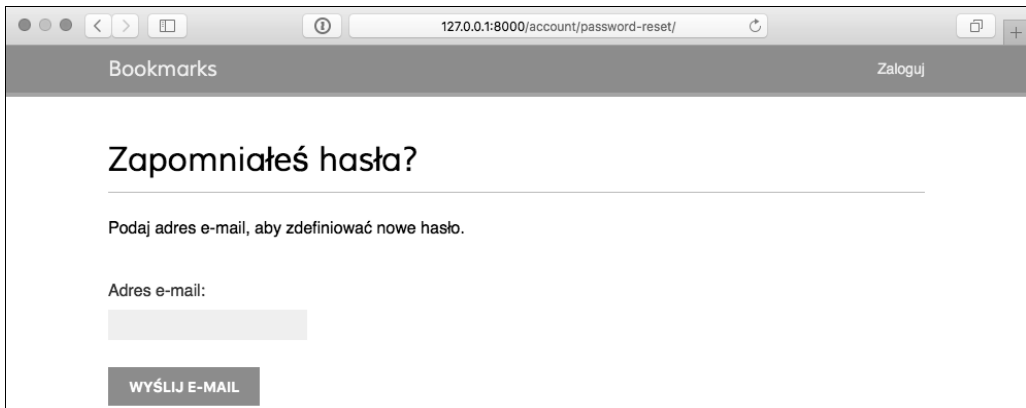 127.0.0.1:8000/account/password-reset/
Bookmarks
Zaloguj
Zapomniałeś hasła?
Podaj adres e-mail, aby zdefiniować nowe hasło.
Adres e-mail:
WYŚLIJ E-MAIL